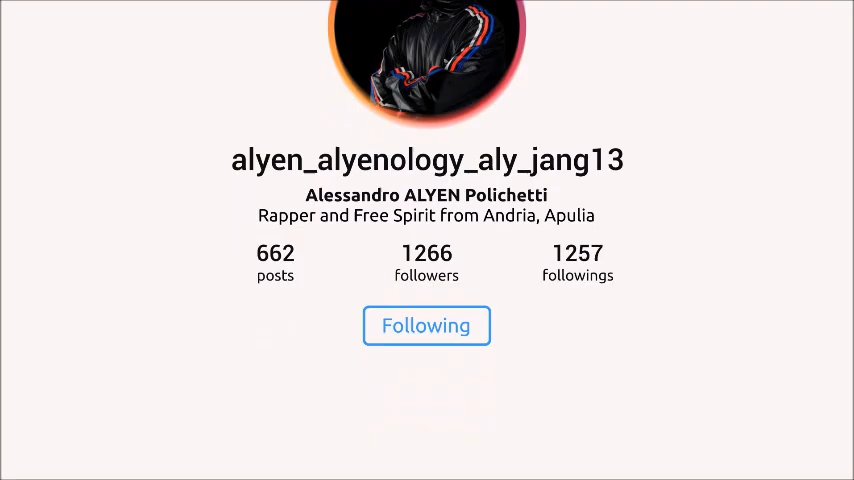 alyen_alyenology_aly_jang13
Alessandro ALYEN Polichetti
Rapper and Free Spirit from Andria, Apulia
662 1266 1257
posts followers followings
Following